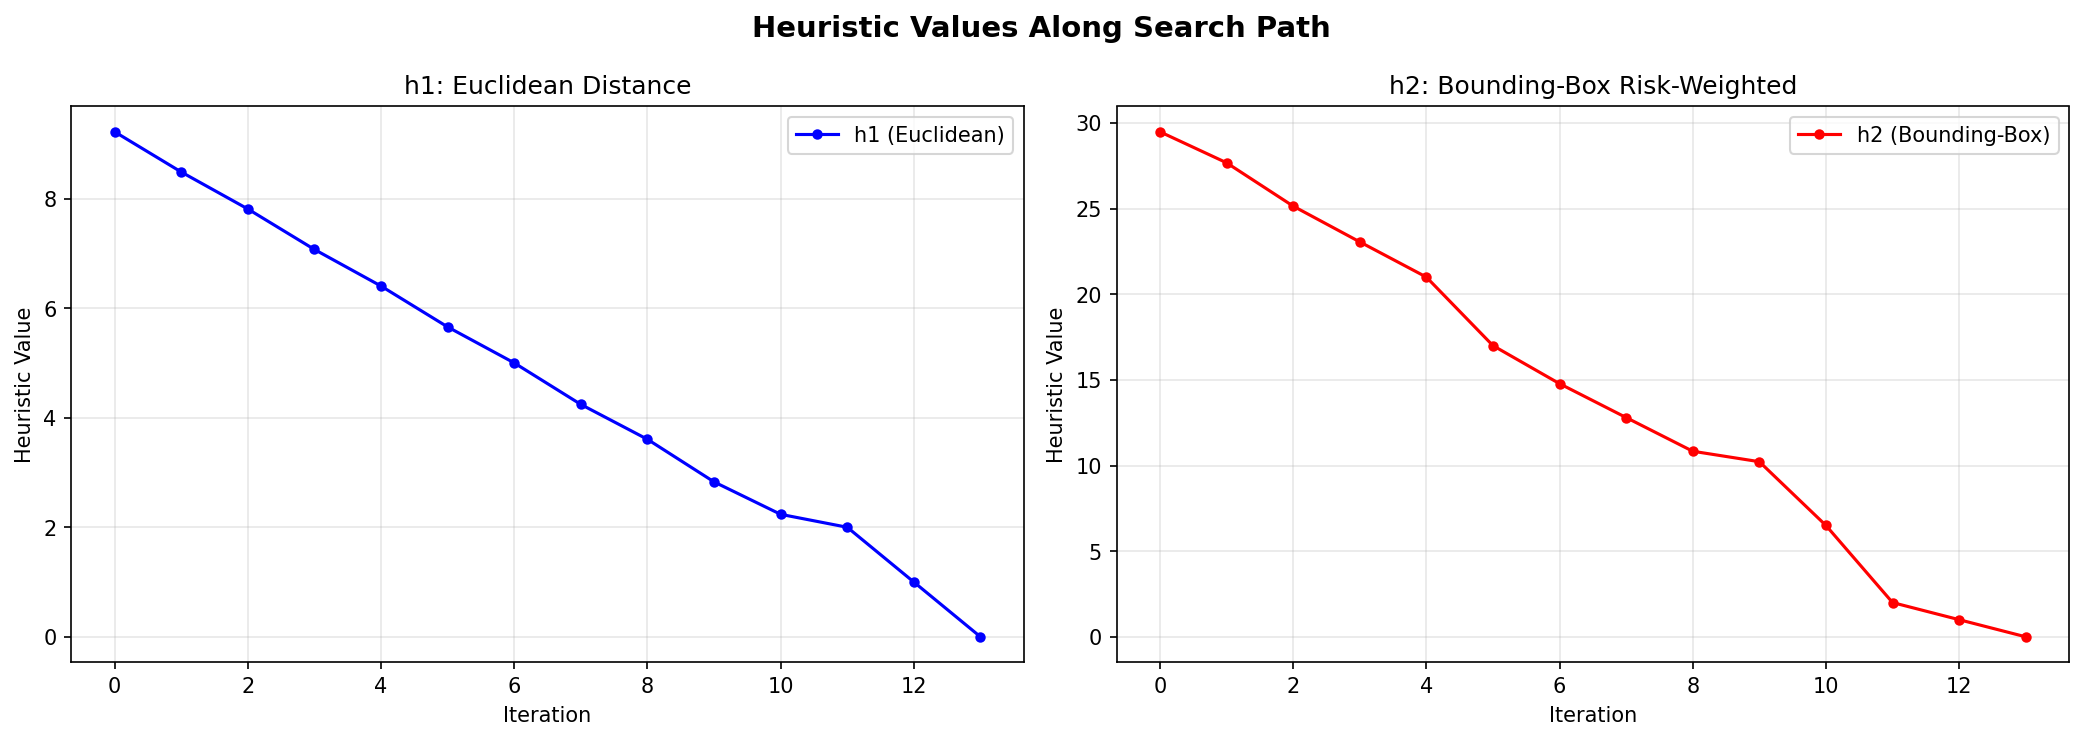 Heuristic Values Along Search Path
h1: Euclidean Distance
h1 (Euclidean)
Heuristic Value
8
6
4
2
0
0 2 4 6 8 10 12
Iteration
h2: Bounding-Box Risk-Weighted
h2 (Bounding-Box)
Heuristic Value
30
25
20
15
10
5
0
0 2 4 6 8 10 12
Iteration